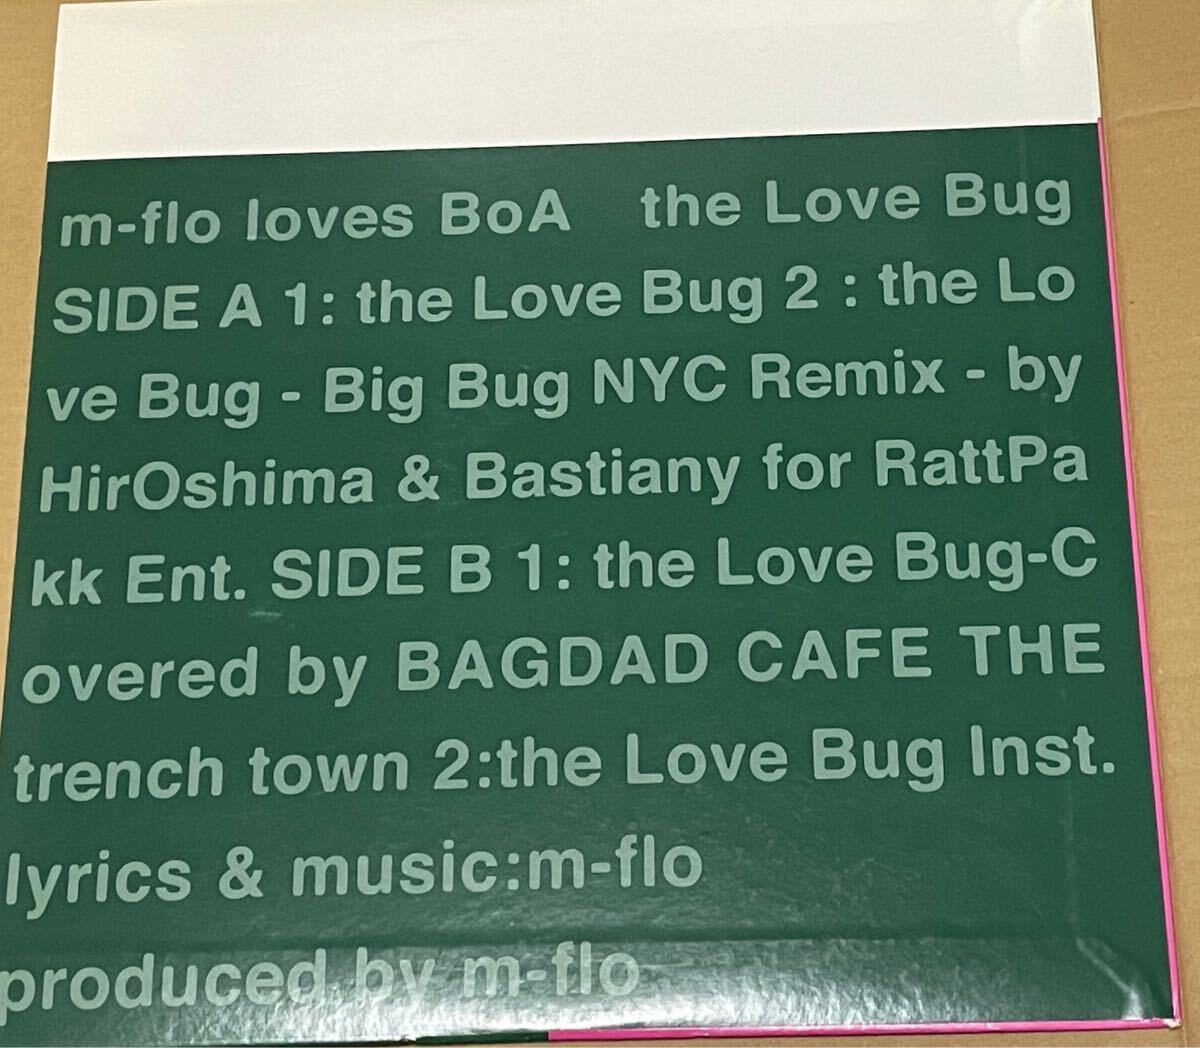 m-flo loves BoA the Love Bug
SIDE A 1: the Love Bug 2 : the Lo
ve Bug - Big Bug NYC Remix - by
HirOshima & Bastiany for RattPa
kk Ent. SIDE B 1: the Love Bug-C
overed by BAGDAD CAFE THE
trench town 2:the Love Bug Inst.
lyrics & music:m-flo
produced by m-flo